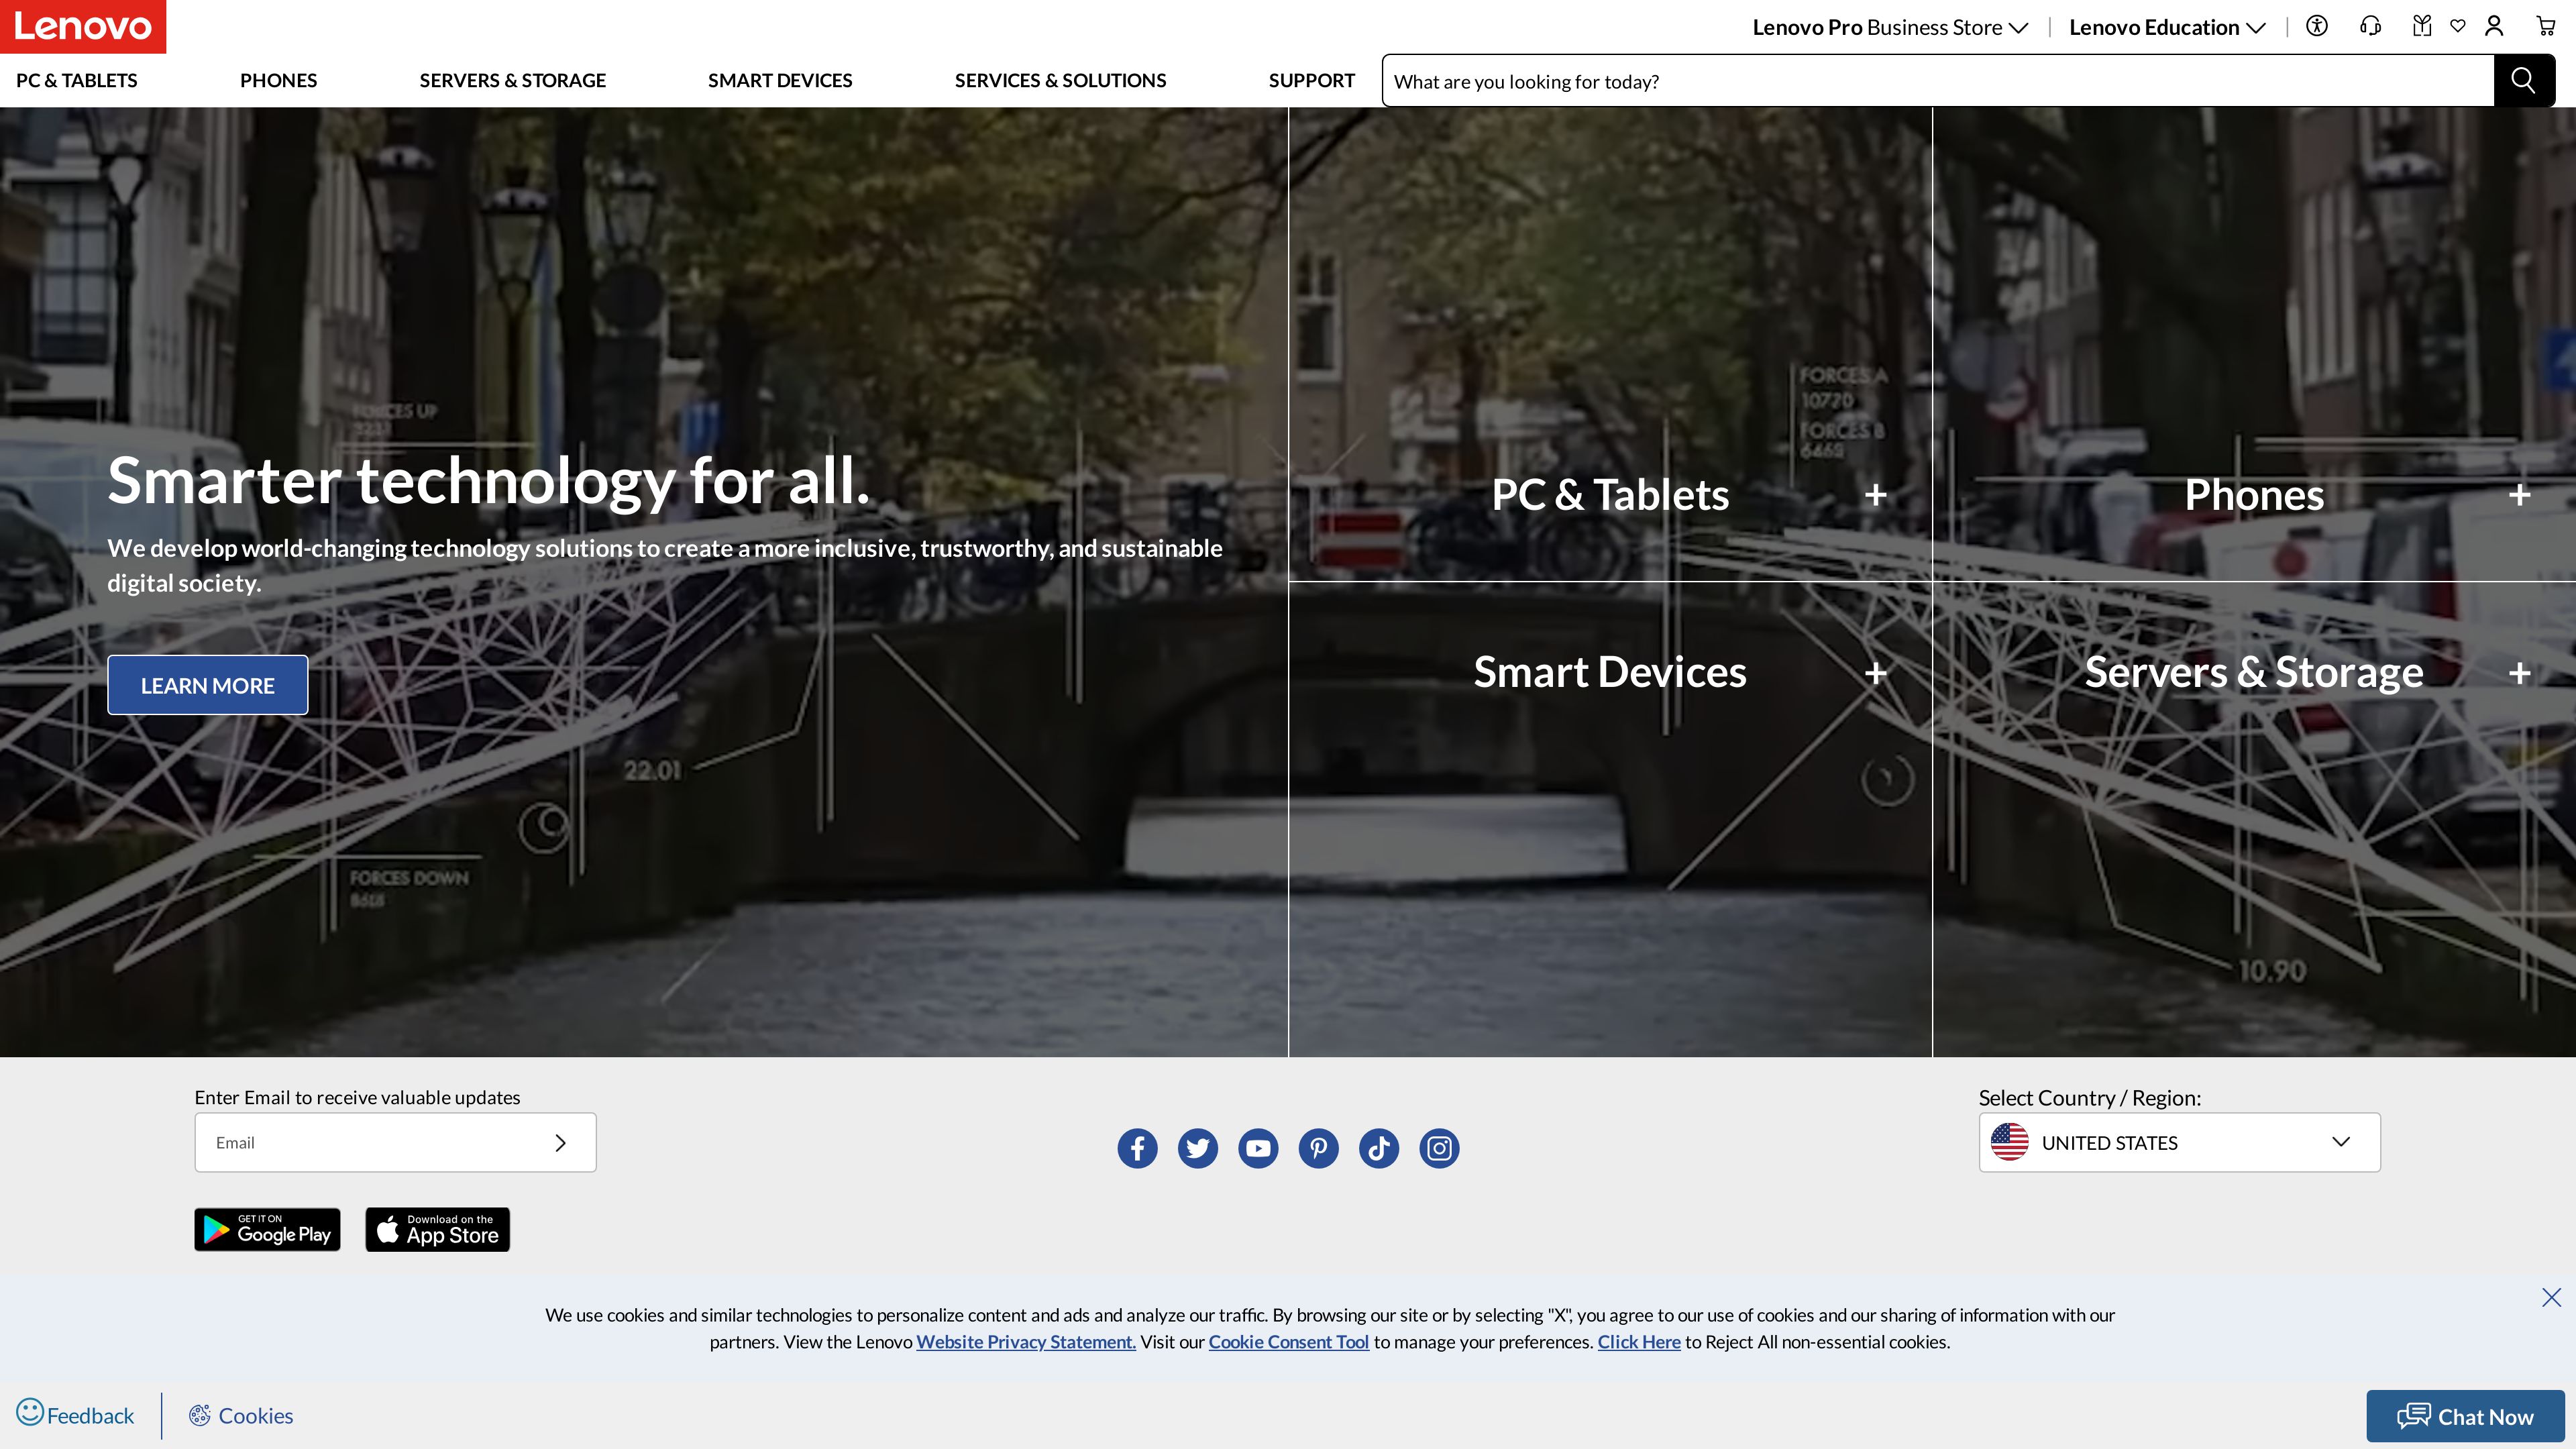 Lenovo
Lenovo Pro Business Store
Lenovo Education
PC & TABLETS
PHONES
SERVERS & STORAGE
SMART DEVICES
SERVICES & SOLUTIONS
SUPPORT
What are you looking for today?
FORCES UP
FORCES A
10770
FORCES B
6462
Smarter technology for all.
We develop world-changing technology solutions to create a more inclusive, trustworthy, and sustainable
digital society.
LEARN MORE
PC & Tablets +
Phones +
Smart Devices +
Servers & Storage +
22.01
FORCES DOWN
10.90
Enter Email to receive valuable updates
Email
GET IT ON
Google Play
Download on the
App Store
Select Country / Region:
UNITED STATES
We use cookies and similar technologies to personalize content and ads and analyze our traffic. By browsing our site or by selecting "X", you agree to our use of cookies and our sharing of information with our
partners. View the Lenovo Website Privacy Statement. Visit our Cookie Consent Tool to manage your preferences. Click Here to Reject All non-essential cookies.
Feedback
Cookies
Chat Now